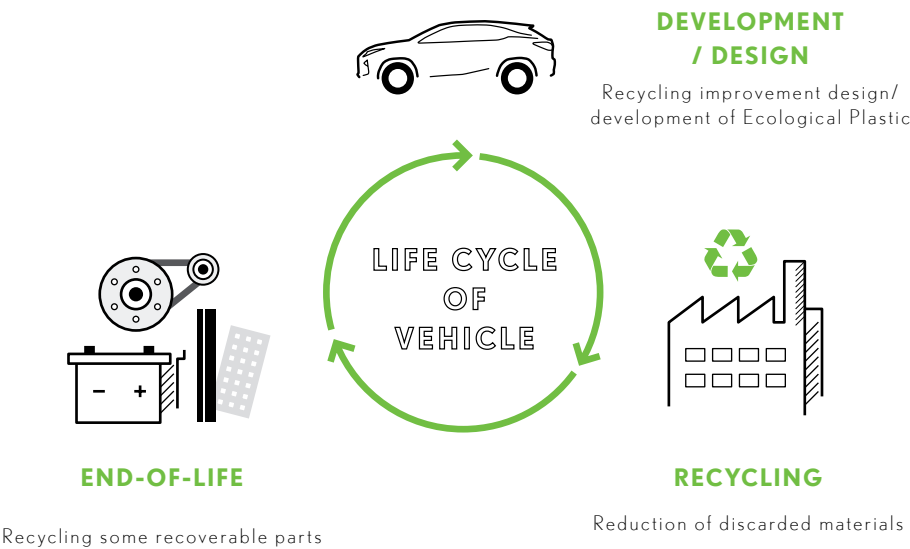 DEVELOPMENT
/ DESIGN
Recycling improvement design/
development of Ecological Plastic
LIFE CYCLE
OF
VEHICLE
− +
END-OF-LIFE
Recycling some recoverable parts
RECYCLING
Reduction of discarded materials